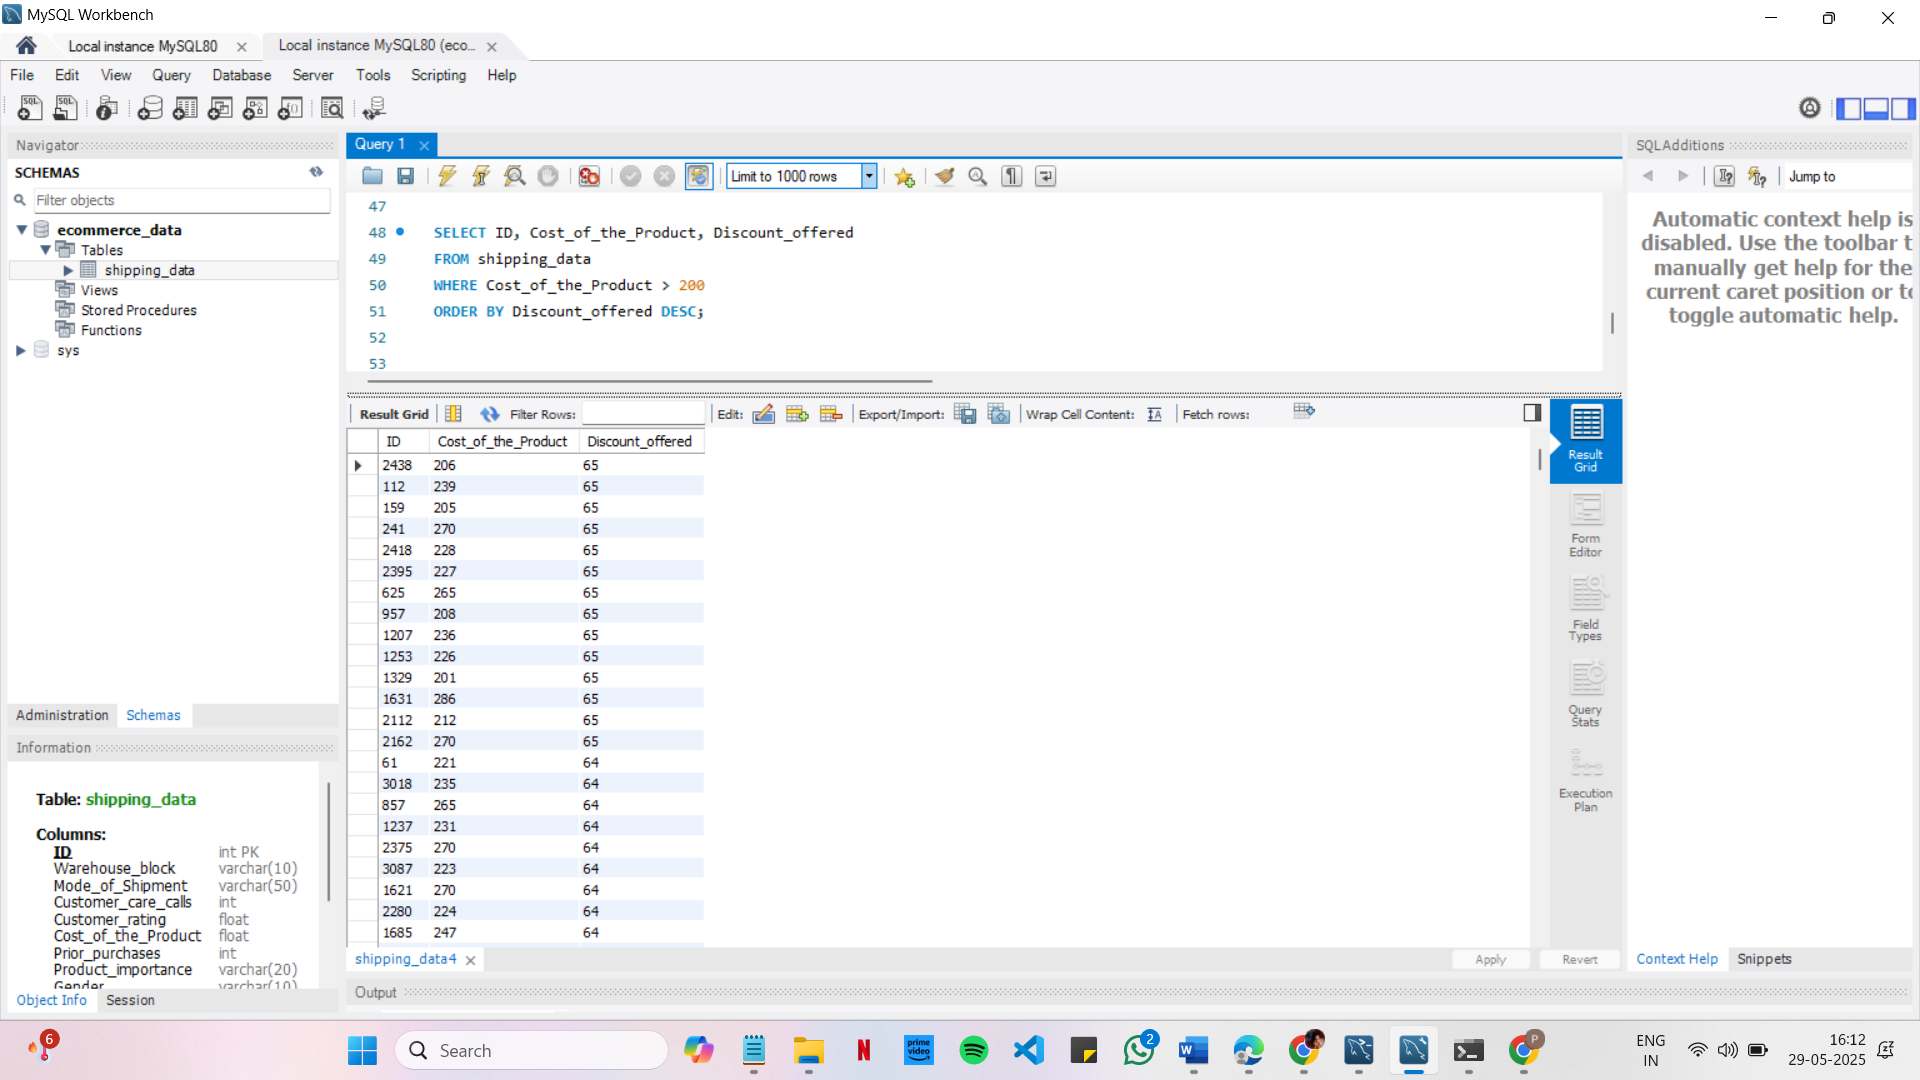 MySQL Workbench
Local instance MySQL80
Local instance MySQL80 (eco...
File Edit View Query Database Server Tools Scripting Help
Navigator
SCHEMAS
Filter objects
ecommerce_data
Tables
shipping_data
Views
Stored Procedures
Functions
sys
Administration Schemas
Information
Table: shipping_data
Columns:
ID int PK
Warehouse_block varchar(10)
Mode_of_Shipment varchar(50)
Customer_care_calls int
Customer_rating float
Cost_of_the_Product float
Prior_purchases int
Product_importance varchar(20)
Gender varchar(10)
Object Info Session
Query 1
Limit to 1000 rows
47
48 SELECT ID, Cost_of_the_Product, Discount_offered
49 FROM shipping_data
50 WHERE Cost_of_the_Product > 200
51 ORDER BY Discount_offered DESC;
52
53
Result Grid Filter Rows: Edit: Export/Import: Wrap Cell Content: Fetch rows:
ID Cost_of_the_Product Discount_offered
2438 206 65
112 239 65
159 205 65
241 270 65
2418 228 65
2395 227 65
625 265 65
957 208 65
1207 236 65
1253 226 65
1329 201 65
1631 286 65
2112 212 65
2162 270 65
61 221 64
3018 235 64
857 265 64
1237 231 64
2375 270 64
3087 223 64
1621 270 64
2280 224 64
1685 247 64
Result
Grid
Form
Editor
Field
Types
Query
Stats
Execution
Plan
shipping_data4
Apply Revert
Output
SQLAdditions
Jump to
Automatic context help is
disabled. Use the toolbar t
manually get help for the
current caret position or to
toggle automatic help.
Context Help Snippets
6
Search
prime
video
2
P
ENG
IN
16:12
29-05-2025